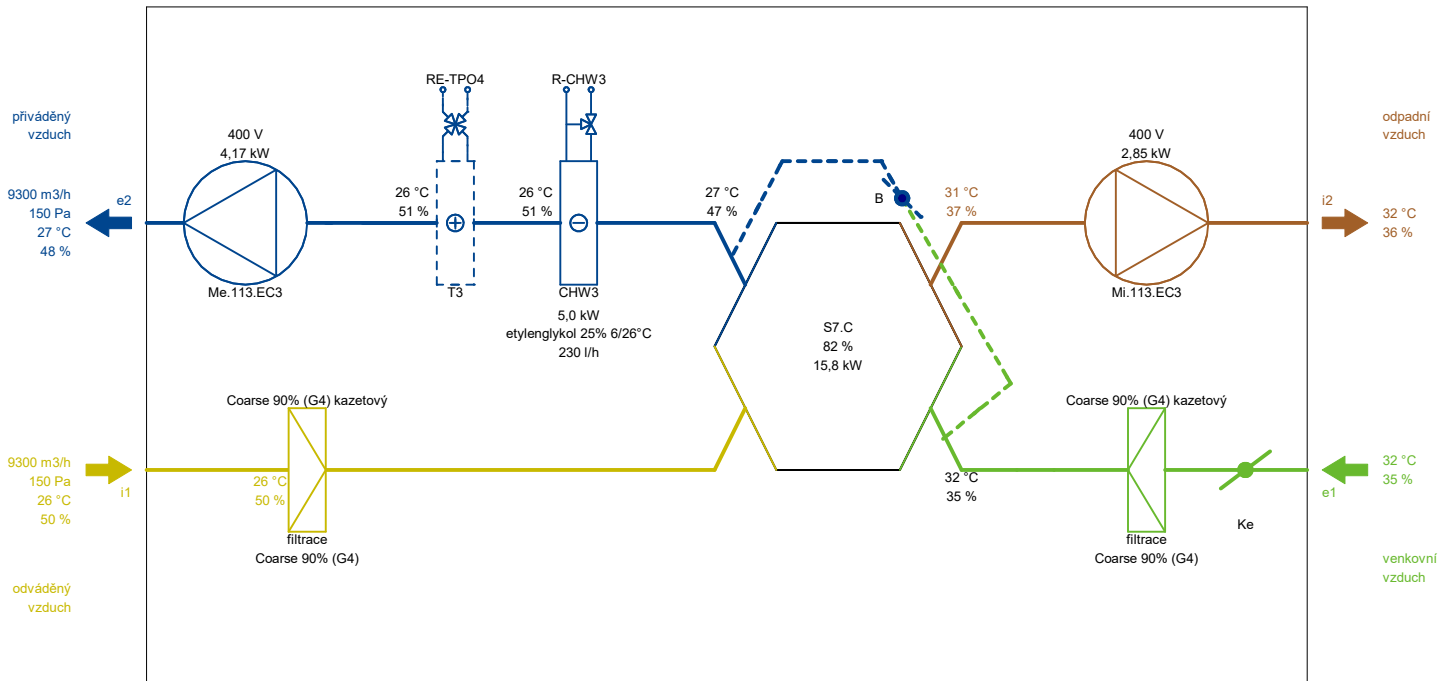 RE-TPO4
R-CHW3
přiváděný
vzduch
400 V
4,17 kW
400 V
2,85 kW
odpadní
vzduch
9300 m3/h
150 Pa
27 °C
48 %
e2
26 °C
51 %
26 °C
51 %
27 °C
47 %
B
31 °C
37 %
i2
32 °C
36 %
Me.113.EC3
T3
CHW3
5,0 kW
etylenglykol 25% 6/26°C
230 l/h
Mi.113.EC3
S7.C
82 %
15,8 kW
Coarse 90% (G4) kazetový
Coarse 90% (G4) kazetový
9300 m3/h
150 Pa
26 °C
50 %
i1
26 °C
50 %
32 °C
35 %
32 °C
35 %
e1
Ke
filtrace
Coarse 90% (G4)
filtrace
Coarse 90% (G4)
odváděný
vzduch
venkovní
vzduch